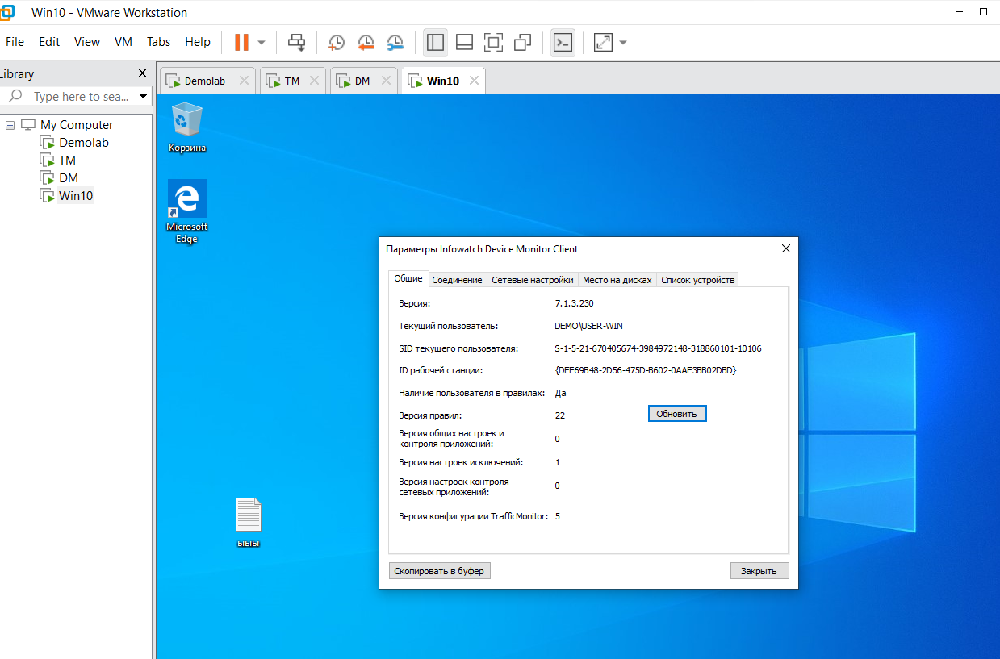 Win10 - VMware Workstation
File Edit View VM Tabs Help
Library
Type here to sea...
My Computer
Demolab
TM
DM
Win10
Demolab TM DM Win10
Корзина
Microsoft
Edge
ыыы
Параметры Infowatch Device Monitor Client
Общие Соединение Сетевые настройки Место на дисках Список устройств
Версия: 7.1.3.230
Текущий пользователь: DEMO\USER-WIN
SID текущего пользователя: S-1-5-21-670405674-3984972148-318860101-10106
ID рабочей станции: {DEF69B48-2D56-475D-B602-0AAE3BB02DBD}
Наличие пользователя в правилах: Да
Версия правил: 22 Обновить
Версия общих настроек и
контроля приложений: 0
Версия настроек исключений: 1
Версия настроек контроля
сетевых приложений: 0
Версия конфигурации TrafficMonitor: 5
Скопировать в буфер Закрыть